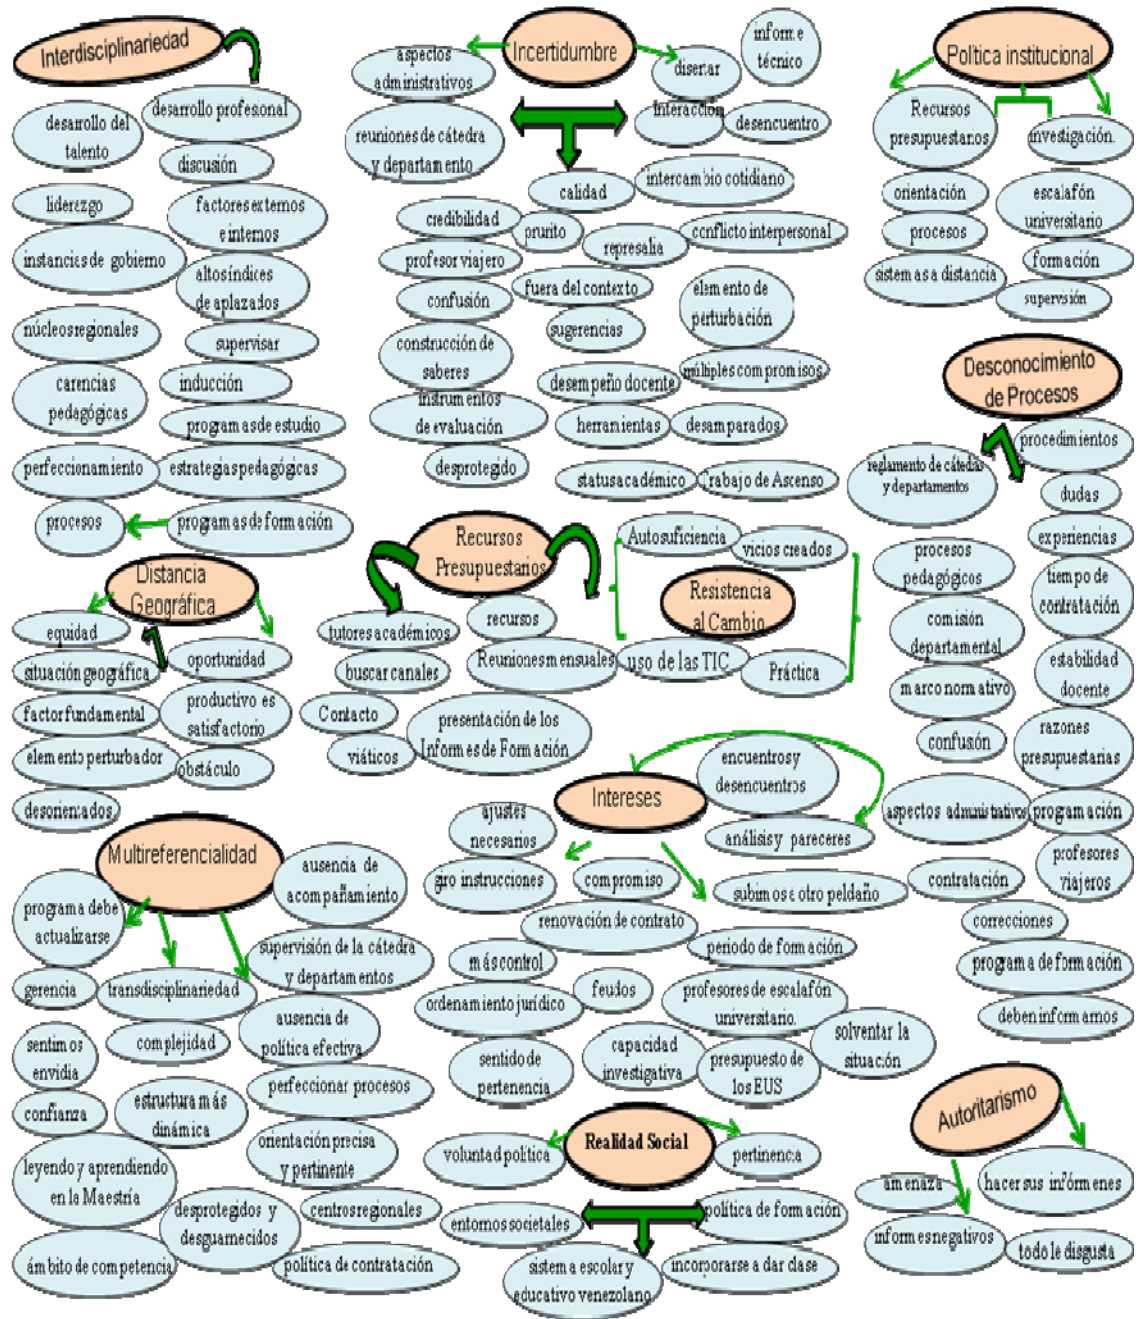 Interdisciplinariedad
desarrollo profesional
desarrollo del
talento
discusión
liderazgo
factores externos
e internos
instancias de gobierno
altos índices
de aplazados
núcleos regionales
supervisar
carencias
pedagógicas
inducción
programas de estudio
perfeccionamiento
estrategias pedagógicas
procesos
programas de formación
Incertidumbre
aspectos
administrativos
disertar
informe
técnico
interacción
desencuentro
reuniones de cátedra
y departamento
calidad
intercambio cotidiano
credibilidad
prurito
represalia
conflicto interpersonal
profesor viajero
confusión
fuera del contexto
elemento de
perturbación
sugerencias
construcción de
saberes
desempeño docente
múltiples compromisos
instrumentos
de evaluación
herramientas
desamparados
desprotegido
status académico
Trabajo de Ascenso
Política institucional
Recursos
presupuestarios
investigación.
orientación
escalafón
universitario
procesos
formación
sistemas a distancia
supervisión
Desconocimiento
de Procesos
procedimientos
reglamento de cátedras
y departamentos
dudas
experiencias
procesos
pedagógicos
tiempo de
contratación
comisión
departamental
estabilidad
docente
marco normativo
razones
presupuestarias
confusión
aspectos administrativos
programación
profesores
viajeros
contratación
correcciones
programa de formación
deben informarnos
Distancia
Geográfica
equidad
situación geográfica
oportunidad
factor fundamental
productivo es
satisfactorio
elemento perturbador
obstáculo
desorientados
Recursos
Presupuestarios
tutores académicos
recursos
buscar canales
Reuniones mensuales
Contacto
presentación de los
Informes de Formación
viáticos
Autosuficiencia
vicios creados
Resistencia
al Cambio
uso de las TIC
Práctica
Intereses
encuentros y
desencuentros
ajustes
necesarios
análisis y pareceres
giro instrucciones
compromiso
subimos a otro peldaño
renovación de contrato
periodo de formación
más control
feudos
ordenamiento jurídico
profesores de escalafón
universitario.
solventar la
situación
sentido de
pertenencia
capacidad
investigativa
presupuesto de
los EUS
Multireferencialidad
ausencia de
acompañamiento
programa debe
actualizarse
supervisión de la cátedra
y departamentos
gerencia
transdisciplinariedad
ausencia de
política efectiva
complejidad
sentimos
envidia
perfeccionar procesos
confianza
estructura más
dinámica
orientación precisa
y pertinente
leyendo y aprendiendo
en la Maestría
centros regionales
desprotegidos y
desguarnecidos
ámbito de competencia
política de contratación
Realidad Social
voluntad política
pertinencia
entornos societales
política de formación
sistema escolar y
educativo venezolano
incorporarse a dar clase
Autoritarismo
amenaza
hacer sus infórmenes
informes negativos
todo le disgusta